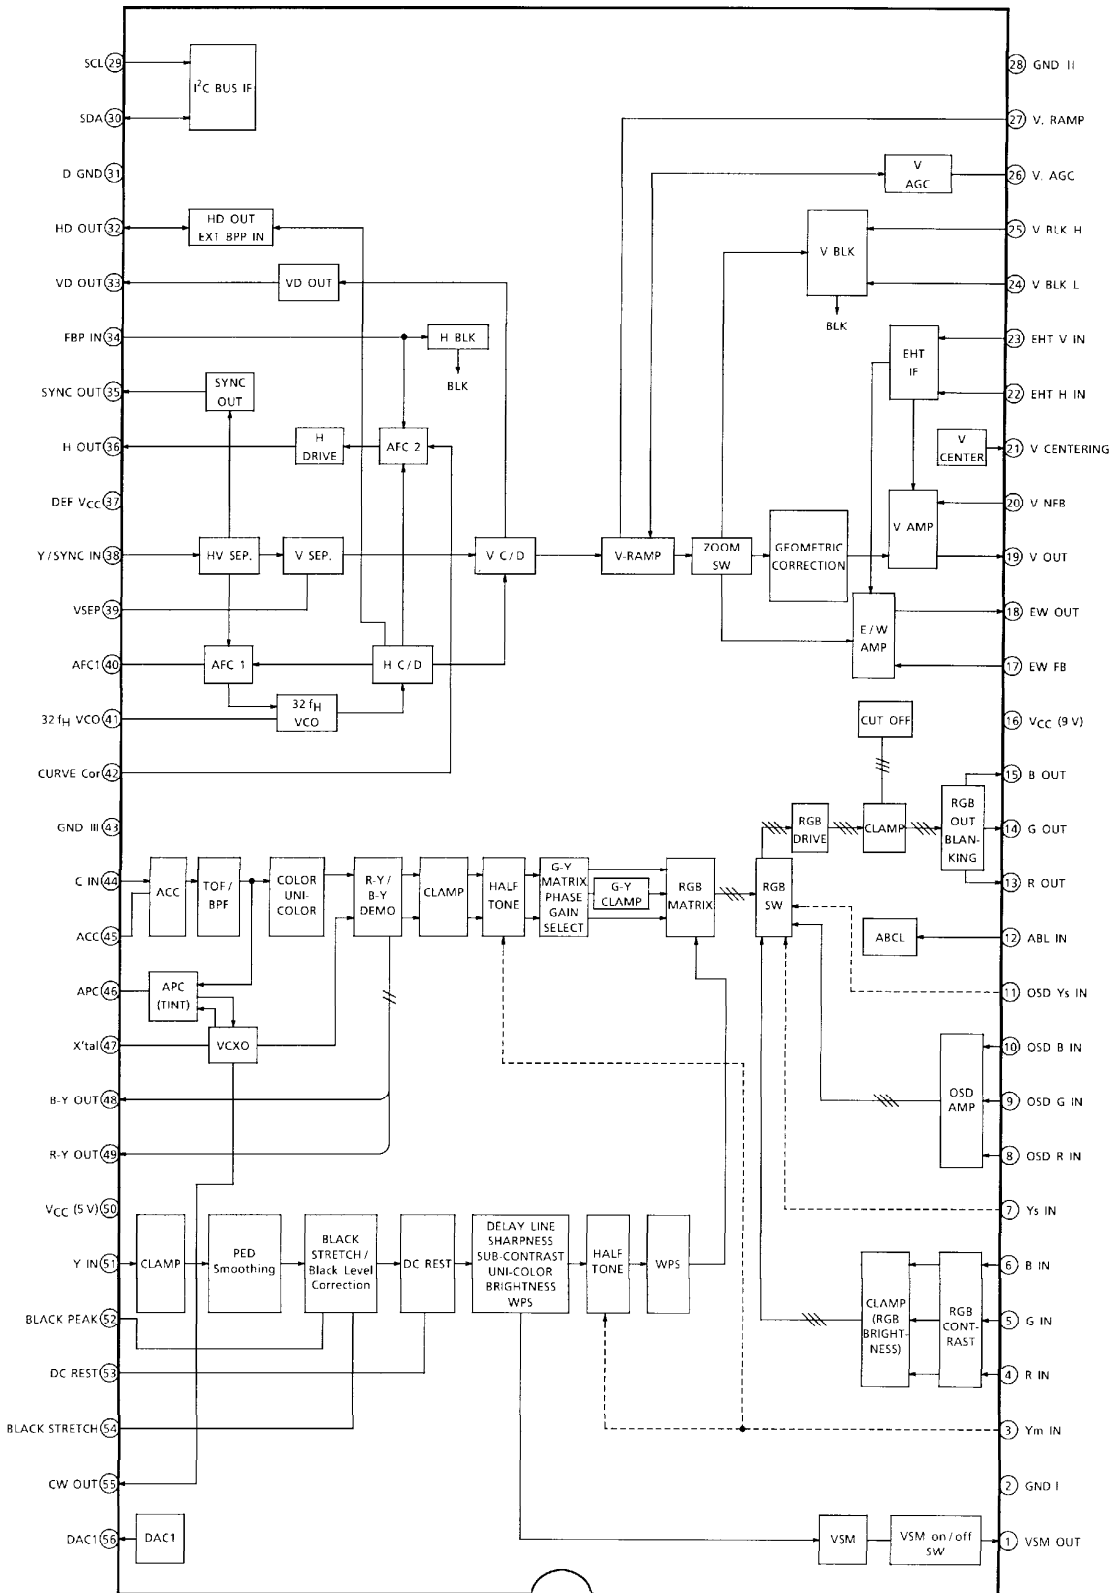 SCL 29
I²C BUS IF
SDA 30
D GND 31
HD OUT 32
HD OUT
EXT BPP IN
VD OUT 33
VD OUT
FBP IN 34
H BLK
BLK
SYNC OUT 35
SYNC
OUT
H OUT 36
H
DRIVE
AFC 2
DEF VCC 37
Y/SYNC IN 38
HV SEP.
V SEP.
V C/D
V-RAMP
ZOOM
SW
GEOMETRIC
CORRECTION
VSEP 39
AFC1 40
AFC 1
H C/D
32 fH VCO 41
32 fH
VCO
CURVE Cor 42
GND III 43
C IN 44
ACC
TOF/
BPF
COLOR
UNI-
COLOR
R-Y/
B-Y
DEMO
CLAMP
HALF
TONE
G-Y
MATRIX
PHASE
GAIN
SELECT
G-Y
CLAMP
RGB
MATRIX
RGB
SW
ACC 45
APC 46
APC
(TINT)
X'tal 47
VCXO
B-Y OUT 48
R-Y OUT 49
VCC (5 V) 50
Y IN 51
CLAMP
PED
Smoothing
BLACK
STRETCH/
Black Level
Correction
DC REST
DELAY LINE
SHARPNESS
SUB-CONTRAST
UNI-COLOR
BRIGHTNESS
WPS
HALF
TONE
WPS
BLACK PEAK 52
DC REST 53
BLACK STRETCH 54
CW OUT 55
DAC1 56
DAC1
28 GND II
27 V. RAMP
V
AGC
26 V. AGC
V BLK
25 V BLK H
24 V BLK L
BLK
23 EHT V IN
EHT
IF
22 EHT H IN
V
CENTER
21 V CENTERING
20 V NFB
V AMP
19 V OUT
18 EW OUT
E/W
AMP
17 EW FB
16 VCC (9 V)
CUT OFF
15 B OUT
RGB
DRIVE
CLAMP
RGB
OUT
BLAN-
KING
14 G OUT
13 R OUT
ABCL
12 ABL IN
11 OSD Ys IN
10 OSD B IN
OSD
AMP
9 OSD G IN
8 OSD R IN
7 Ys IN
6 B IN
CLAMP
(RGB
BRIGHT-
NESS)
RGB
CONT-
RAST
5 G IN
4 R IN
3 Ym IN
2 GND I
VSM
VSM on/off
SW
1 VSM OUT